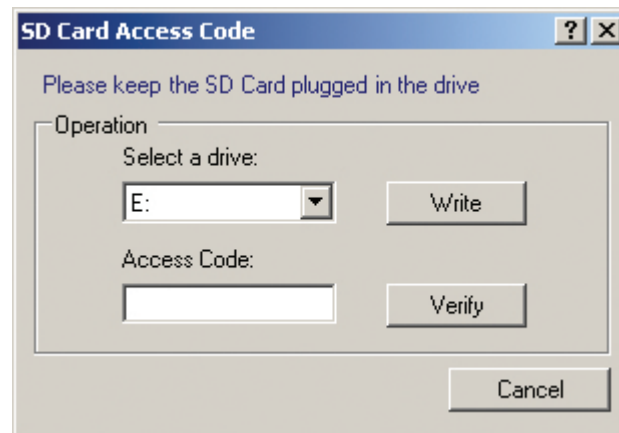 SD Card Access Code
Please keep the SD Card plugged in the drive
Operation
Select a drive:
E:
Write
Access Code:
Verify
Cancel